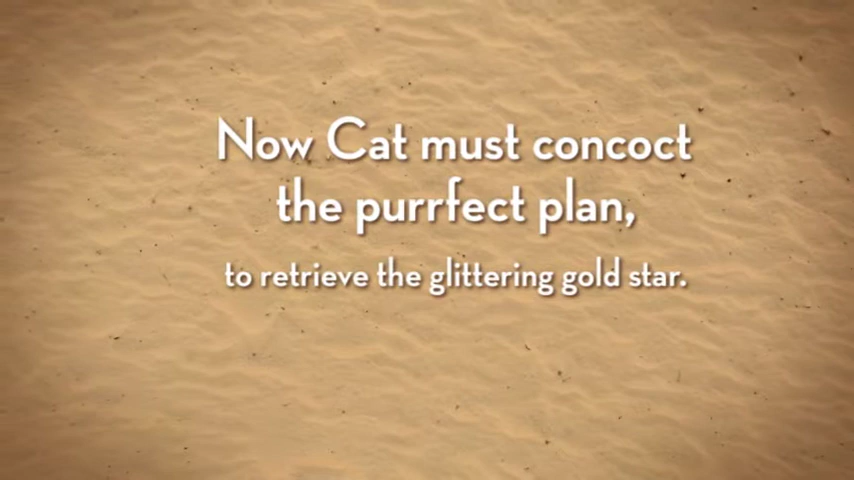 Now Cat must concoct
the purrfect plan,
to retrieve the glittering gold star.